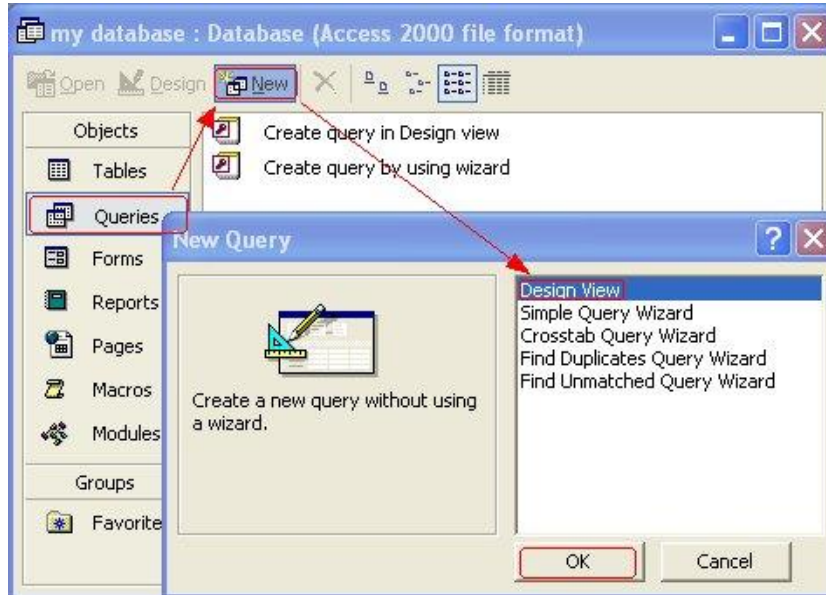 my database : Database (Access 2000 file format)
Open Design New
Objects
Create query in Design view
Create query by using wizard
Tables
Queries
Forms
Reports
Pages
Macros
Modules
Groups
Favorite
New Query
Create a new query without using
a wizard.
Design View
Simple Query Wizard
Crosstab Query Wizard
Find Duplicates Query Wizard
Find Unmatched Query Wizard
OK Cancel